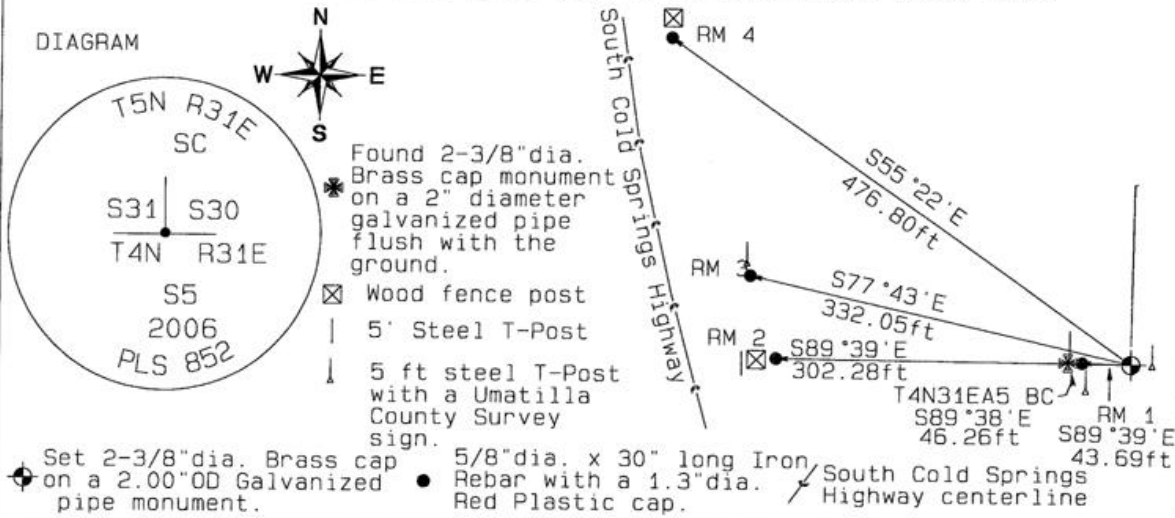 DIAGRAM
N
W
E
S
T5N R31E
SC
S31 S30
T4N R31E
S5
2006
PLS 852
Found 2-3/8"dia.
Brass cap monument
on a 2" diameter
galvanized pipe
flush with the
ground.
Wood fence post
5' Steel T-Post
5 ft steel T-Post
with a Umatilla
County Survey
sign.
Set 2-3/8"dia. Brass cap
on a 2.00"OD Galvanized
pipe monument.
5/8"dia. x 30" long Iron
Rebar with a 1.3"dia.
Red Plastic cap.
South Cold Springs
Highway centerline
South Cold Springs Highway
RM 4
S55°22'E
476.80ft
RM 3
S77°43'E
332.05ft
RM 2
S89°39'E
302.28ft
T4N31EA5 BC
S89°38'E
46.26ft
RM 1
S89°39'E
43.69ft